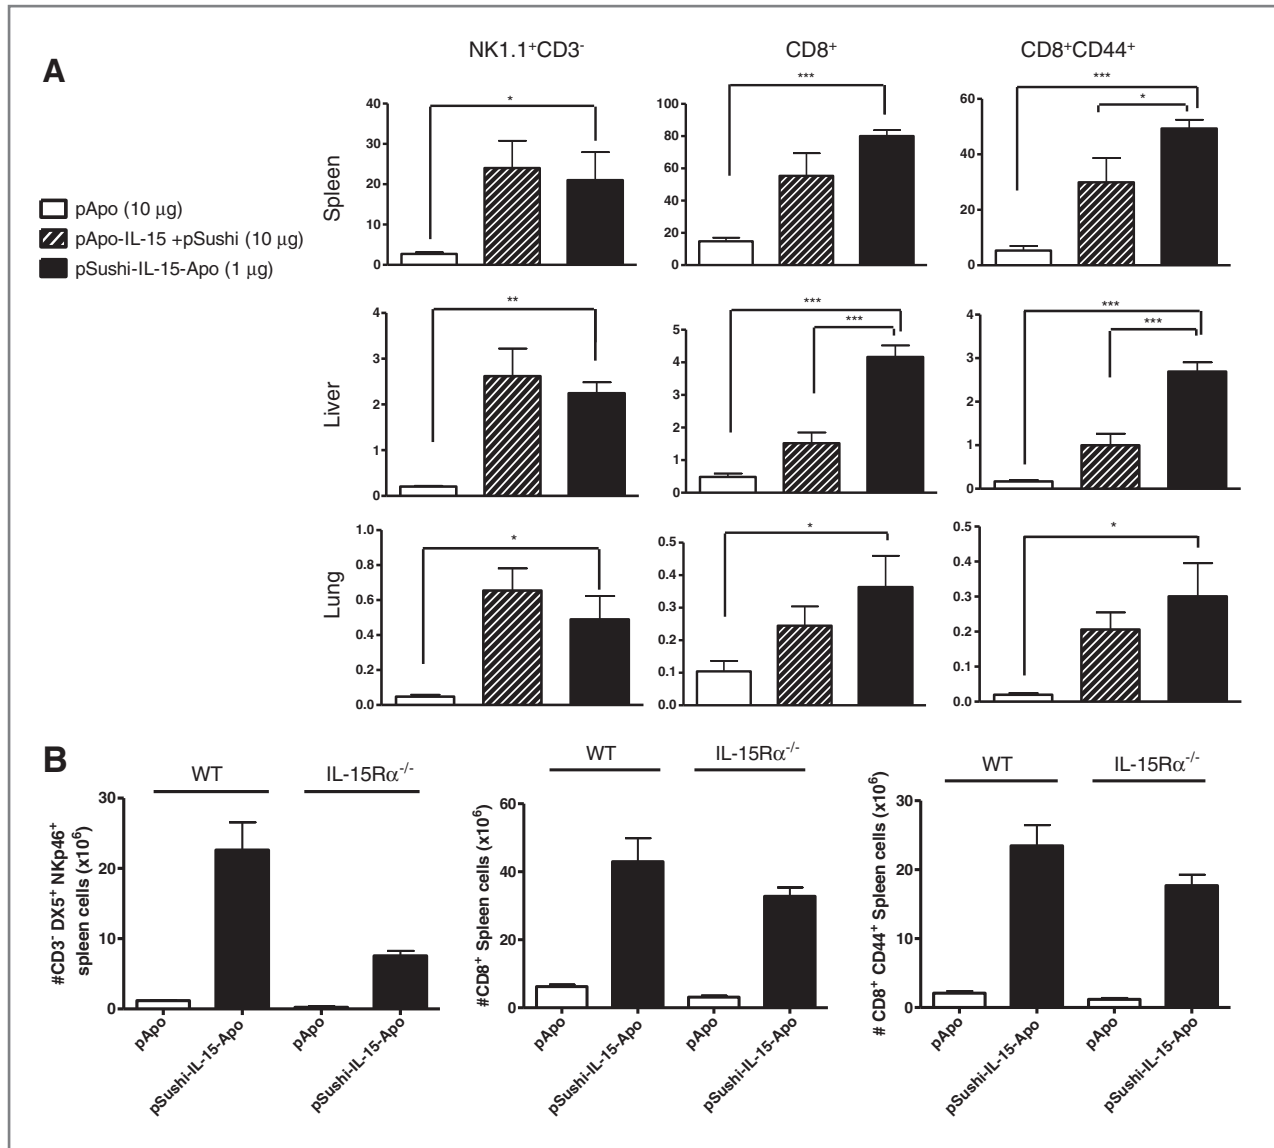 A
NK1.1⁺CD3⁻ CD8⁺ CD8⁺CD44⁺
pApo (10 µg)
pApo-IL-15 +pSushi (10 µg)
pSushi-IL-15-Apo (1 µg)
Spleen
40
30
20
10
0
*
100
80
60
40
20
0
***
60
40
20
0
***
*
Liver
4
3
2
1
0
**
5
4
3
2
1
0
***
***
4
3
2
1
0
***
***
Lung
1.0
0.8
0.6
0.4
0.2
0.0
*
0.5
0.4
0.3
0.2
0.1
0.0
*
0.5
0.4
0.3
0.2
0.1
0.0
*
B
WT IL-15Rα⁻/⁻
#CD3⁻ DX5⁺ NKp46⁺
spleen cells (x10⁶)
30
20
10
0
pApo
pSushi-IL-15-Apo
pApo
pSushi-IL-15-Apo
WT IL-15Rα⁻/⁻
#CD8⁺ Spleen cells (x10⁶)
60
40
20
0
pApo
pSushi-IL-15-Apo
pApo
pSushi-IL-15-Apo
WT IL-15Rα⁻/⁻
# CD8⁺ CD44⁺ Spleen cells (x10⁶)
30
20
10
0
pApo
pSushi-IL-15-Apo
pApo
pSushi-IL-15-Apo